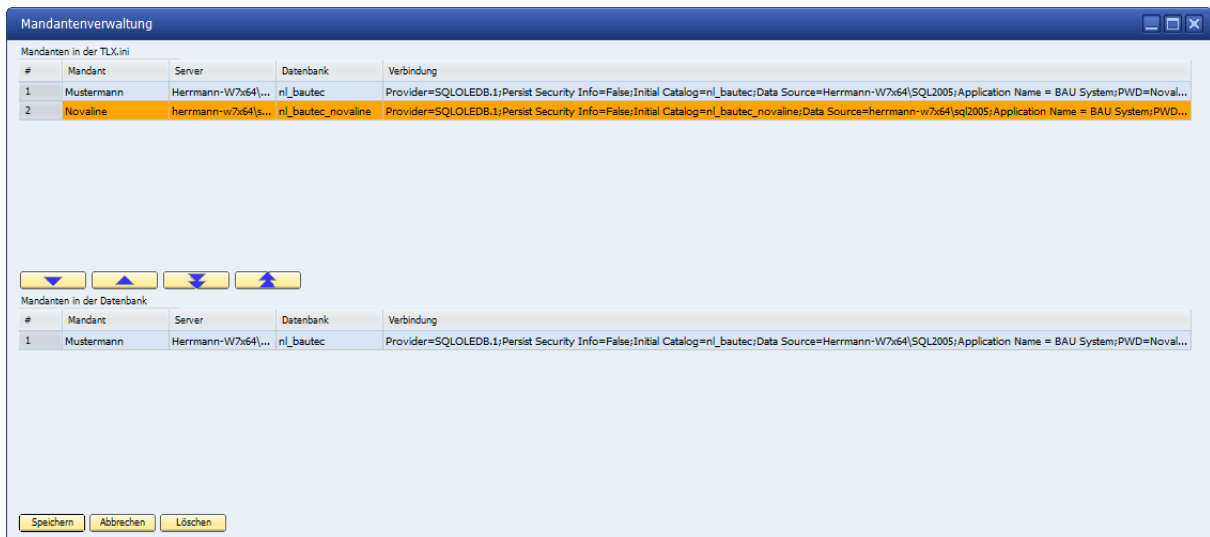 Mandantenverwaltung
Mandanten in der TLX.ini
# Mandant Server Datenbank Verbindung
1 Mustermann Herrmann-W7x64\... nl_bautec Provider=SQLOLEDB.1;Persist Security Info=False;Initial Catalog=nl_bautec;Data Source=Herrmann-W7x64\SQL2005;Application Name = BAU System;PWD=Noval...
2 Novaline herrmann-w7x64\s... nl_bautec_novaline Provider=SQLOLEDB.1;Persist Security Info=False;Initial Catalog=nl_bautec_novaline;Data Source=herrmann-w7x64\sql2005;Application Name = BAU System;PWD...
Mandanten in der Datenbank
# Mandant Server Datenbank Verbindung
1 Mustermann Herrmann-W7x64\... nl_bautec Provider=SQLOLEDB.1;Persist Security Info=False;Initial Catalog=nl_bautec;Data Source=Herrmann-W7x64\SQL2005;Application Name = BAU System;PWD=Noval...
Speichern Abbrechen Löschen